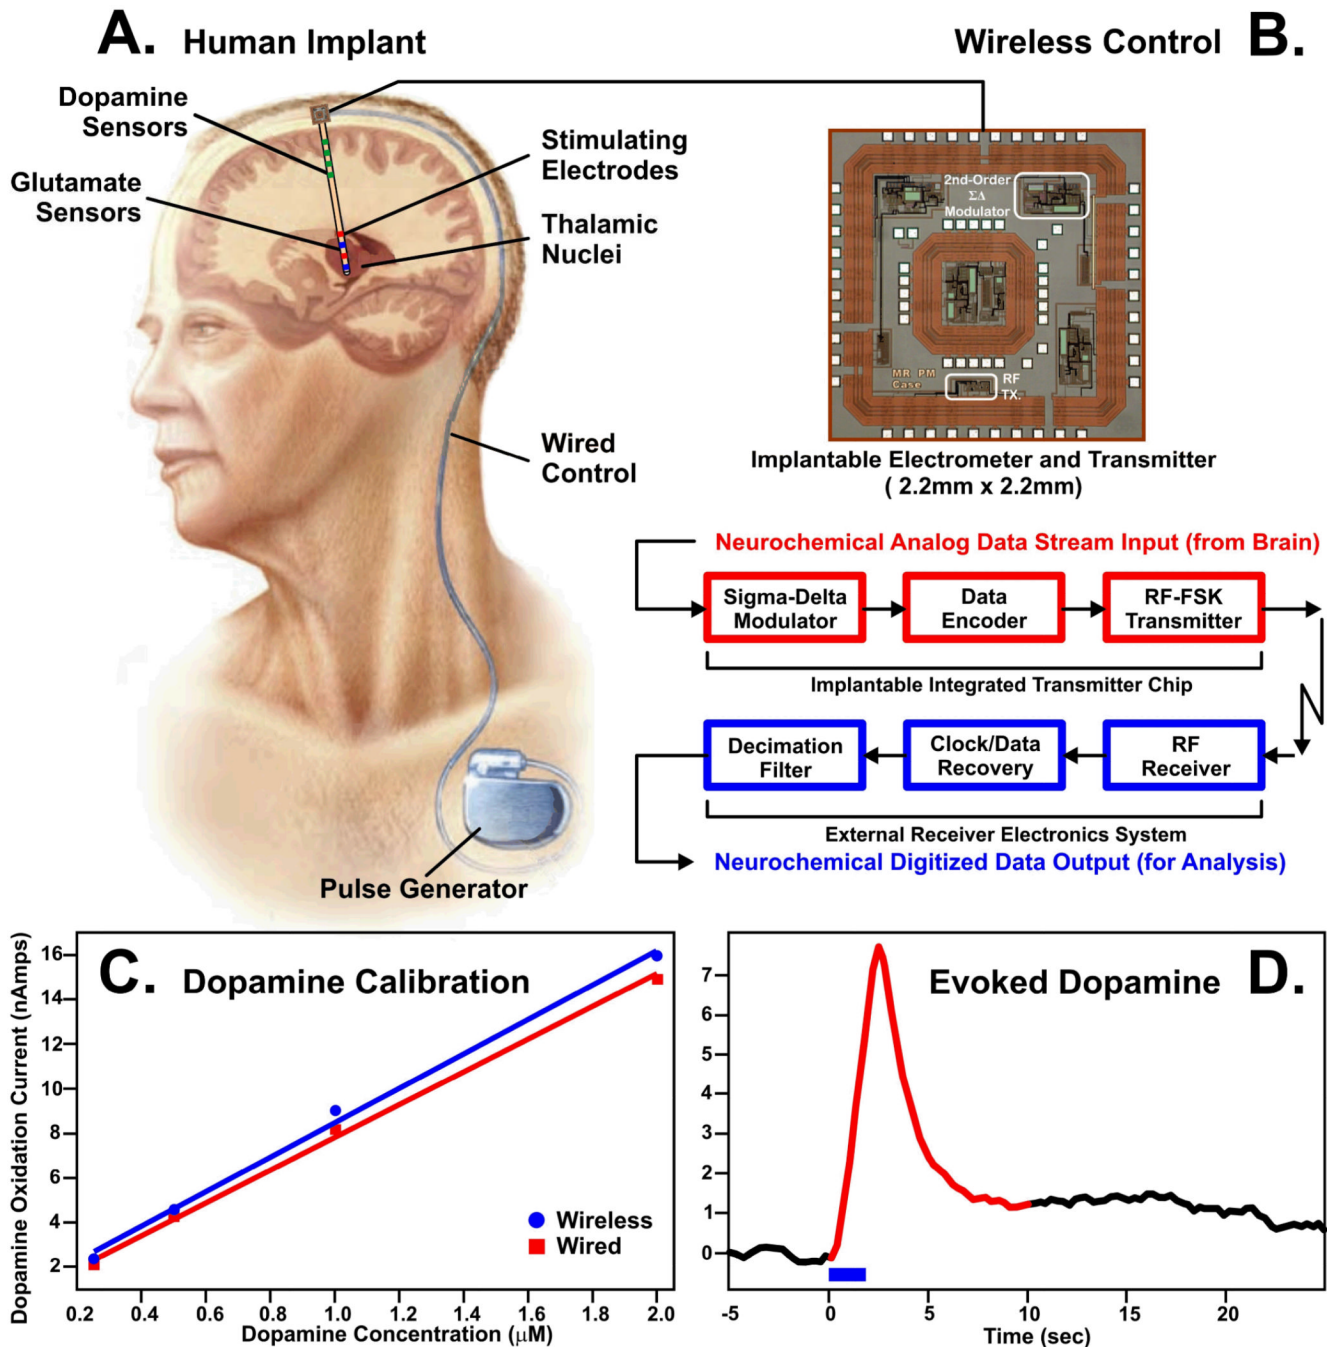 A. Human Implant
Wireless Control B.
Dopamine
Sensors
Glutamate
Sensors
Stimulating
Electrodes
Thalamic
Nuclei
Wired
Control
Pulse Generator
2nd-Order
ΣΔ
Modulator
MR PM
Case
RF
TX.
Implantable Electrometer and Transmitter
( 2.2mm x 2.2mm)
Neurochemical Analog Data Stream Input (from Brain)
Sigma-Delta
Modulator
Data
Encoder
RF-FSK
Transmitter
Implantable Integrated Transmitter Chip
Decimation
Filter
Clock/Data
Recovery
RF
Receiver
External Receiver Electronics System
Neurochemical Digitized Data Output (for Analysis)
C. Dopamine Calibration
Dopamine Oxidation Current (nAmps)
16
14
12
10
8
6
4
2
Wireless
Wired
0.2 0.4 0.6 0.8 1.0 1.2 1.4 1.6 1.8 2.0
Dopamine Concentration (μM)
Evoked Dopamine D.
7
6
5
4
3
2
1
0
-5 0 5 10 15 20
Time (sec)